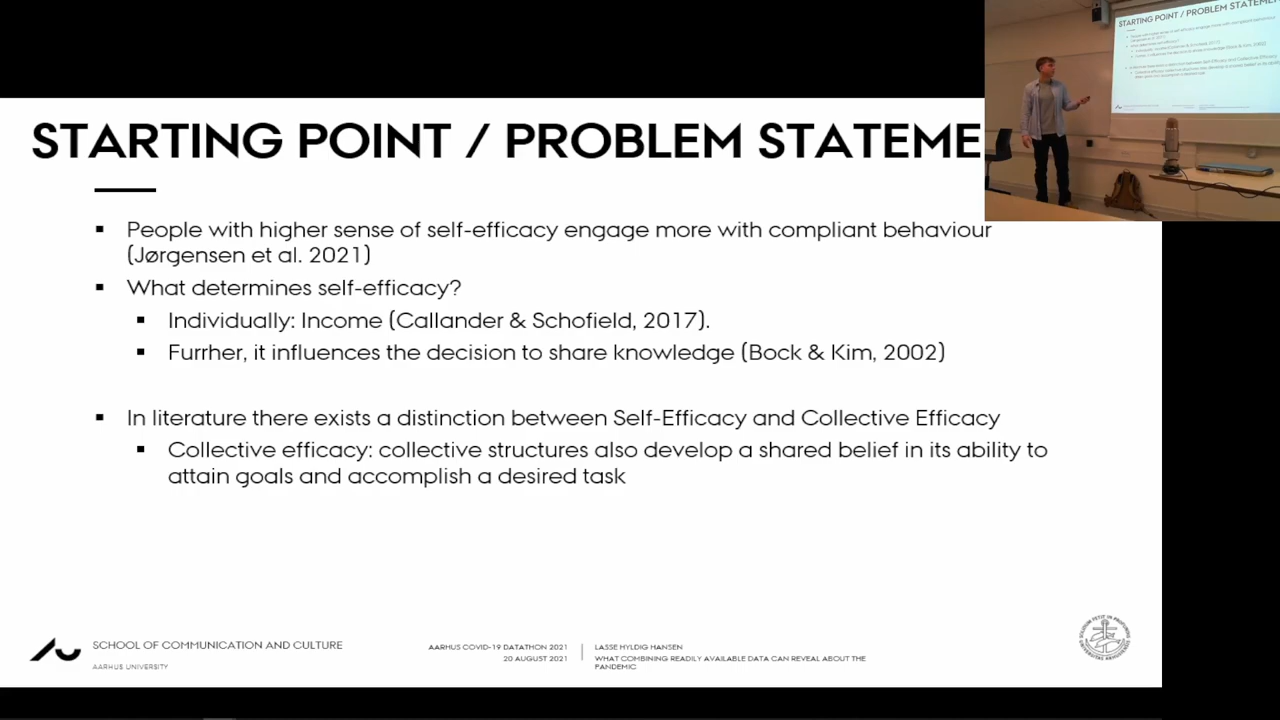 STARTING POINT / PROBLEM STATEME
People with higher sense of self-efficacy engage more with compliant behaviour
(Jørgensen et al. 2021)
What determines self-efficacy?
Individually: Income (Callander & Schofield, 2017).
Furrher, it influences the decision to share knowledge (Bock & Kim, 2002)
In literature there exists a distinction between Self-Efficacy and Collective Efficacy
Collective efficacy: collective structures also develop a shared belief in its ability to
attain goals and accomplish a desired task
STARTING POINT / PROBLEM STATEMEN
SCHOOL OF COMMUNICATION AND CULTURE
AARHUS UNIVERSITY
AARHUS COVID-19 DATATHON 2021
20 AUGUST 2021
LASSE HYLDIG HANSEN
WHAT COMBINING READILY AVAILABLE DATA CAN REVEAL ABOUT THE
PANDEMIC